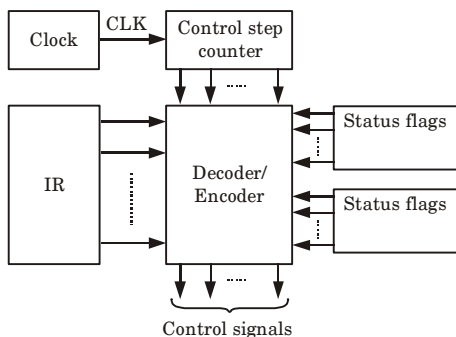 Clock
CLK
Control step
counter
IR
Decoder/
Encoder
Status flags
Status flags
Control signals